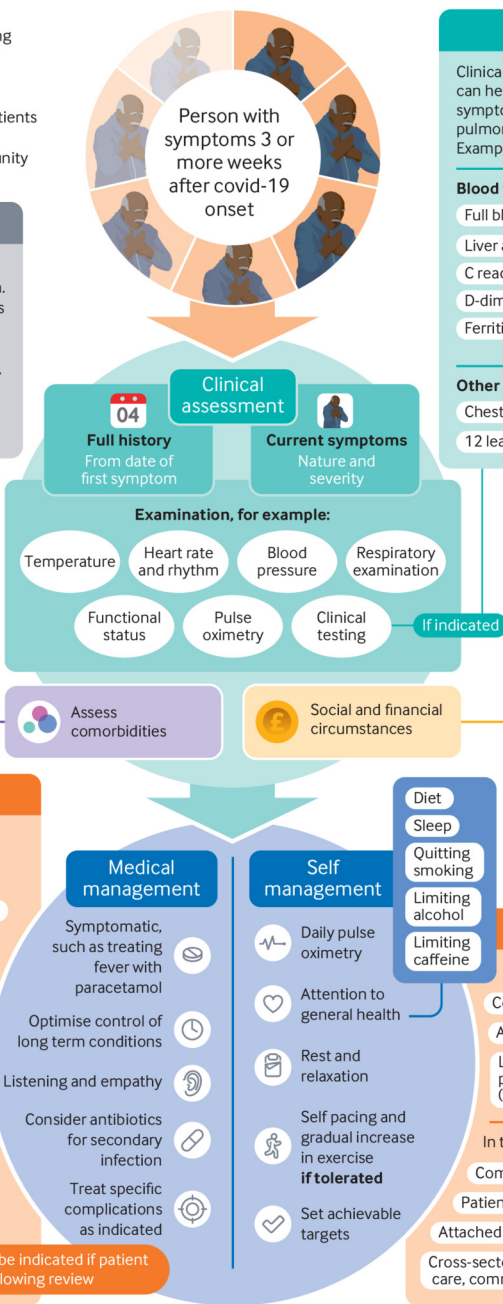 tients
Person with
symptoms 3 or
more weeks
after covid-19
onset
Clinical
assessment
04
Full history
From date of
first symptom
Current symptoms
Nature and
severity
Examination, for example:
Temperature
Heart rate
and rhythm
Blood
pressure
Respiratory
examination
Functional
status
Pulse
oximetry
Clinical
testing
If indicated
Clinica
can he
sympto
pulmon
Examp
Blood
Full bl
Liver a
C reac
D-dim
Ferriti
Other
Chest
12 lea
Assess
comorbidities
£
Social and financial
circumstances
Medical
management
Symptomatic,
such as treating
fever with
paracetamol
Optimise control of
long term conditions
Listening and empathy
Consider antibiotics
for secondary
infection
Treat specific
complications
as indicated
Self
management
Daily pulse
oximetry
Attention to
general health
Rest and
relaxation
Self pacing and
gradual increase
in exercise
if tolerated
Set achievable
targets
Diet
Sleep
Quitting
smoking
Limiting
alcohol
Limiting
caffeine
In t
Com
Patien
Attached
Cross-secto
care, comm
be indicated if patient
lowing review